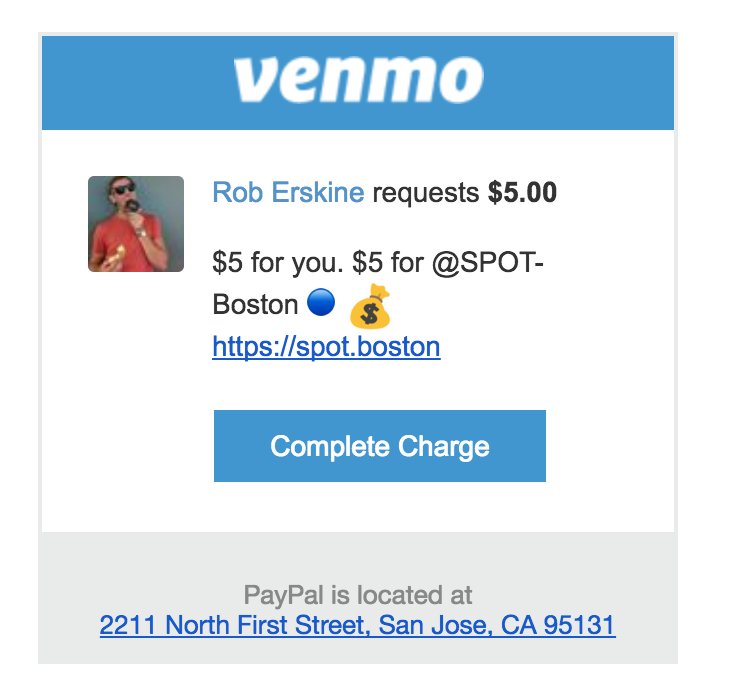 venmo
Rob Erskine requests $5.00
$5 for you. $5 for @SPOT-
Boston 🔵 💰
https://spot.boston
Complete Charge
PayPal is located at
2211 North First Street, San Jose, CA 95131